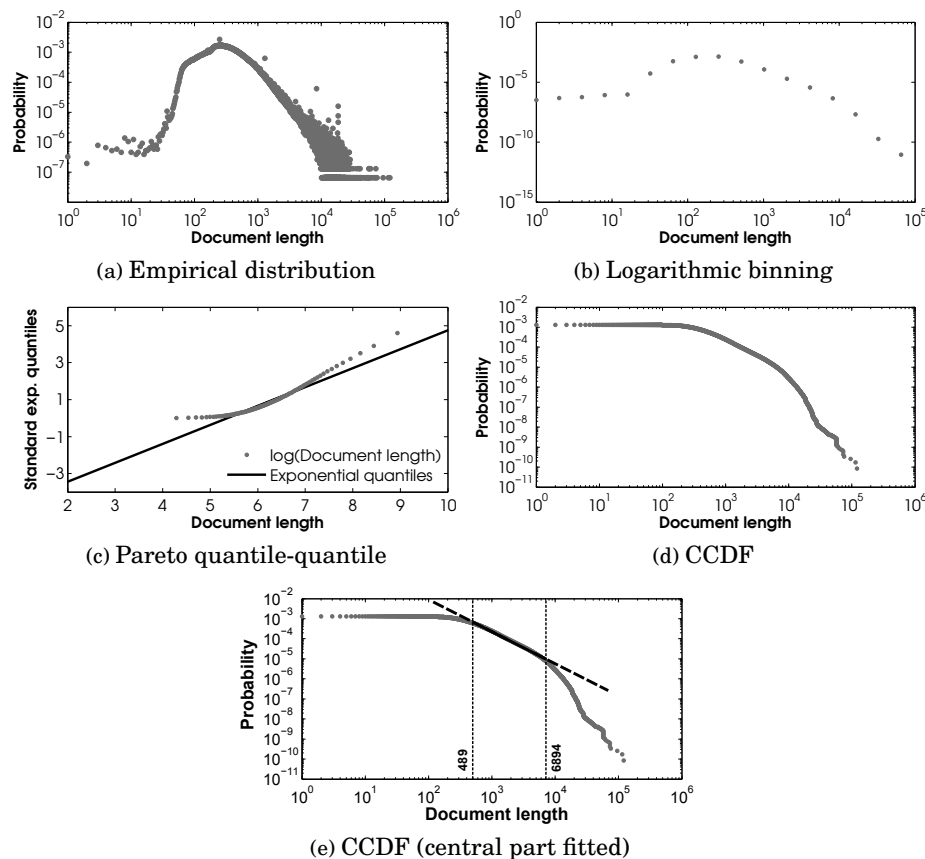 10^−2
10^−3
10^−4
10^−5
10^−6
10^−7
Probability
10^0 10^1 10^2 10^3 10^4 10^5 10^6
Document length
(a) Empirical distribution
10^0
10^−5
10^−10
10^−15
Probability
10^0 10^1 10^2 10^3 10^4 10^5
Document length
(b) Logarithmic binning
5
3
1
−1
−3
Standard exp. quantiles
log(Document length)
Exponential quantiles
2 3 4 5 6 7 8 9 10
Document length
(c) Pareto quantile-quantile
10^−2
10^−3
10^−4
10^−5
10^−6
10^−7
10^−8
10^−9
10^−10
10^−11
Probability
10^0 10^1 10^2 10^3 10^4 10^5 10^6
Document length
(d) CCDF
10^−2
10^−3
10^−4
10^−5
10^−6
10^−7
10^−8
10^−9
10^−10
10^−11
Probability
489
6894
10^0 10^1 10^2 10^3 10^4 10^5 10^6
Document length
(e) CCDF (central part fitted)